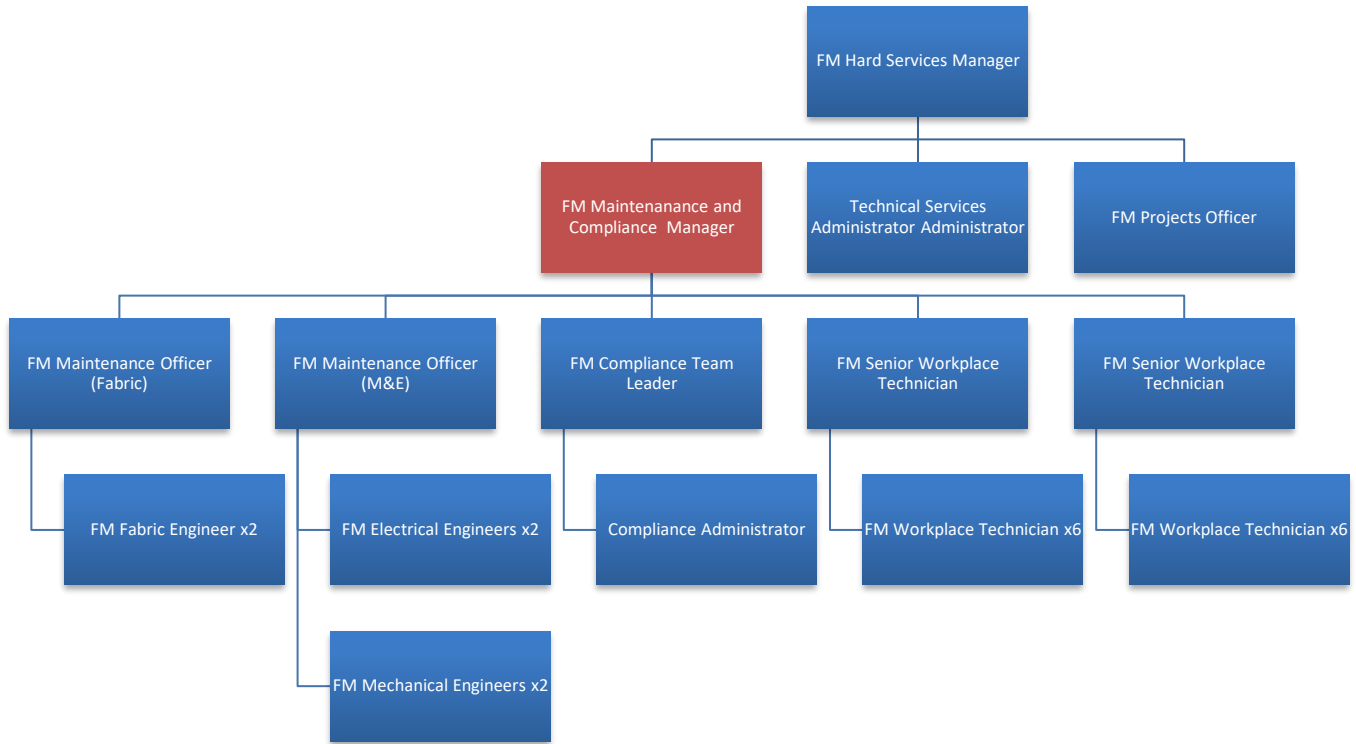 FM Hard Services Manager
FM Maintenanance and
Compliance  Manager
Technical Services
Administrator Administrator
FM Projects Officer
FM Maintenance Officer
(Fabric)
FM Maintenance Officer
(M&E)
FM Compliance Team
Leader
FM Senior Workplace
Technician
FM Senior Workplace
Technician
FM Fabric Engineer x2
FM Electrical Engineers x2
Compliance Administrator
FM Workplace Technician x6
FM Workplace Technician x6
FM Mechanical Engineers x2